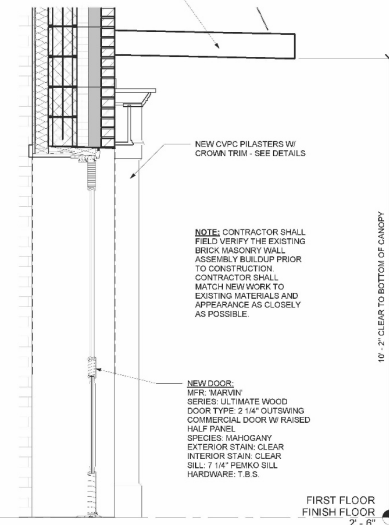 NEW CVPC PILASTERS W/
CROWN TRIM - SEE DETAILS
NOTE: CONTRACTOR SHALL
FIELD VERIFY THE EXISTING
BRICK MASONRY WALL
ASSEMBLY BUILDUP PRIOR
TO CONSTRUCTION.
CONTRACTOR SHALL
MATCH NEW WORK TO
EXISTING MATERIALS AND
APPEARANCE AS CLOSELY
AS POSSIBLE.
10' - 2" CLEAR TO BOTTOM OF CANOPY
NEW DOOR:
MFR: 'MARVIN'
SERIES: ULTIMATE WOOD
DOOR TYPE: 2 1/4" OUTSWING
COMMERCIAL DOOR W/ RAISED
HALF PANEL
SPECIES: MAHOGANY
EXTERIOR STAIN: CLEAR
INTERIOR STAIN: CLEAR
SILL: 7 1/4" PEMKO SILL
HARDWARE: T.B.S.
FIRST FLOOR
FINISH FLOOR
2' - 6"